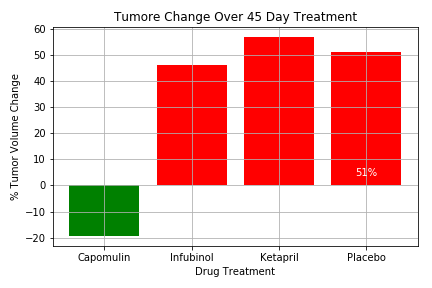 Tumore Change Over 45 Day Treatment
60
50
40
30
20
10
0
−10
−20
% Tumor Volume Change
51%
Capomulin Infubinol Ketapril Placebo
Drug Treatment